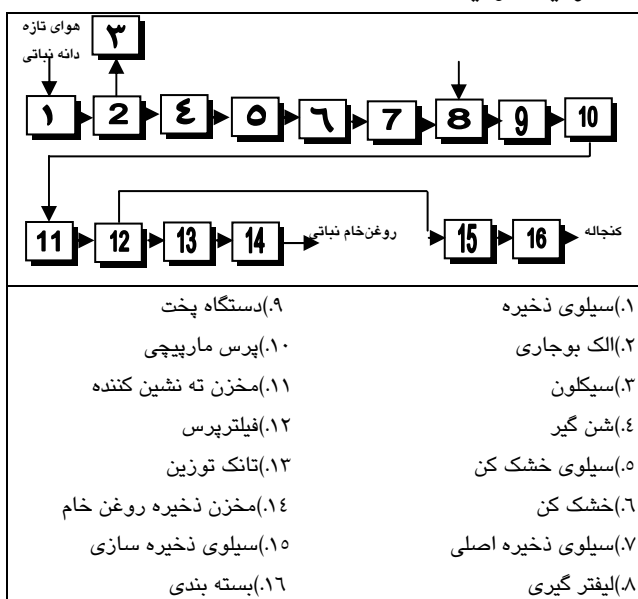 هوای تازه
دانه نباتی
۳
۱ 2 ٤ ٥ ٦ 7 8 9 10
11 12 13 14 روغن‌خام نباتی 15 16 کنجاله
۱.)سیلوی ذخیره
۲.)الک بوجاری
۳.)سیکلون
٤.)شن گیر
٥.)سیلوی خشک کن
٦.)خشک کن
۷.)سیلوی ذخیره اصلی
۸.)لیفتر گیری
۹.)دستگاه پخت
۱۰.)پرس مارپیچی
۱۱.)مخزن ته نشین کننده
۱۲.)فیلترپرس
۱۳.)تانک توزین
۱٤.)مخزن ذخیره روغن خام
۱٥.)سیلوی ذخیره سازی
۱٦.)بسته بندی